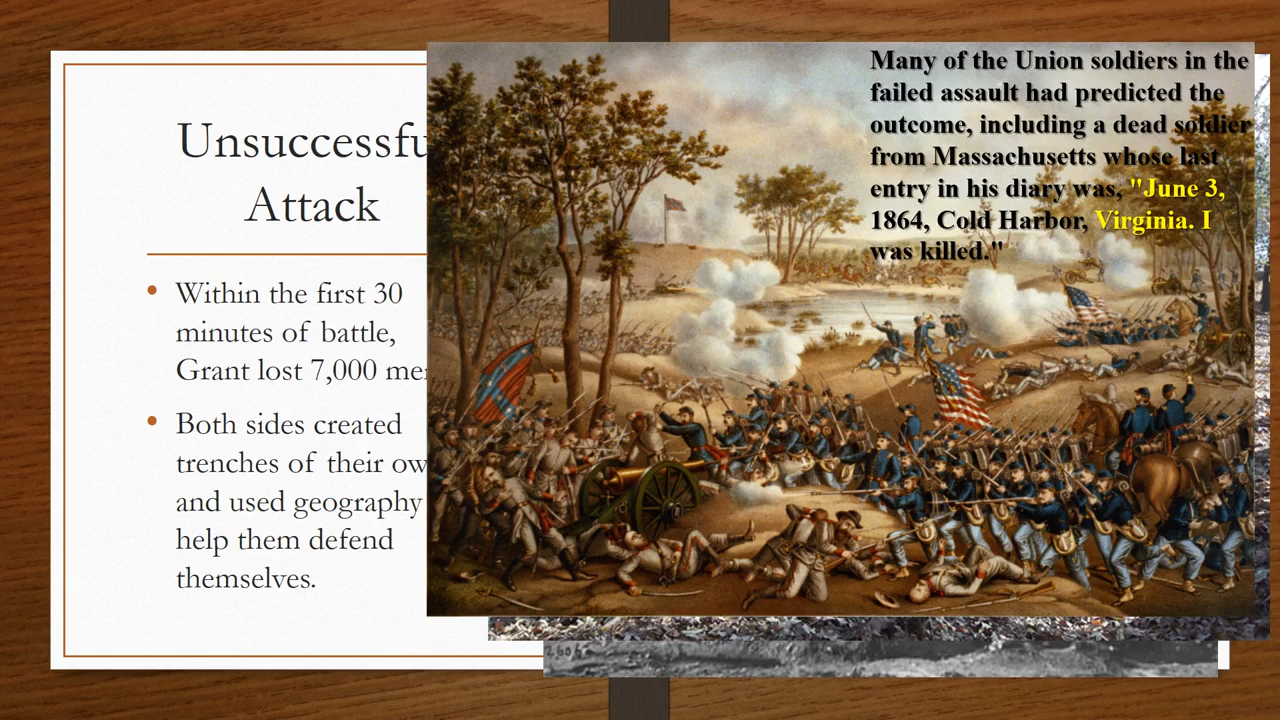 Unsuccessfu
Attack
• Within the first 30
minutes of battle,
Grant lost 7,000 me
• Both sides created
trenches of their ow
and used geography
help them defend
themselves.
Many of the Union soldiers in the
failed assault had predicted the
outcome, including a dead soldier
from Massachusetts whose last
entry in his diary was, "June 3,
1864, Cold Harbor, Virginia. I
was killed."